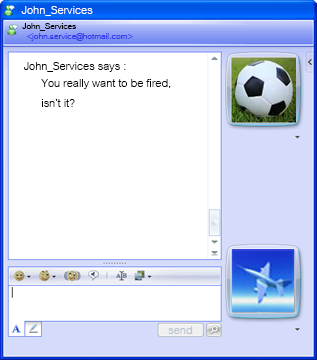 John_Services
John_Services
<john.service@hotmail.com>
John_Services says :
You really want to be fired,
isn't it?
A
send